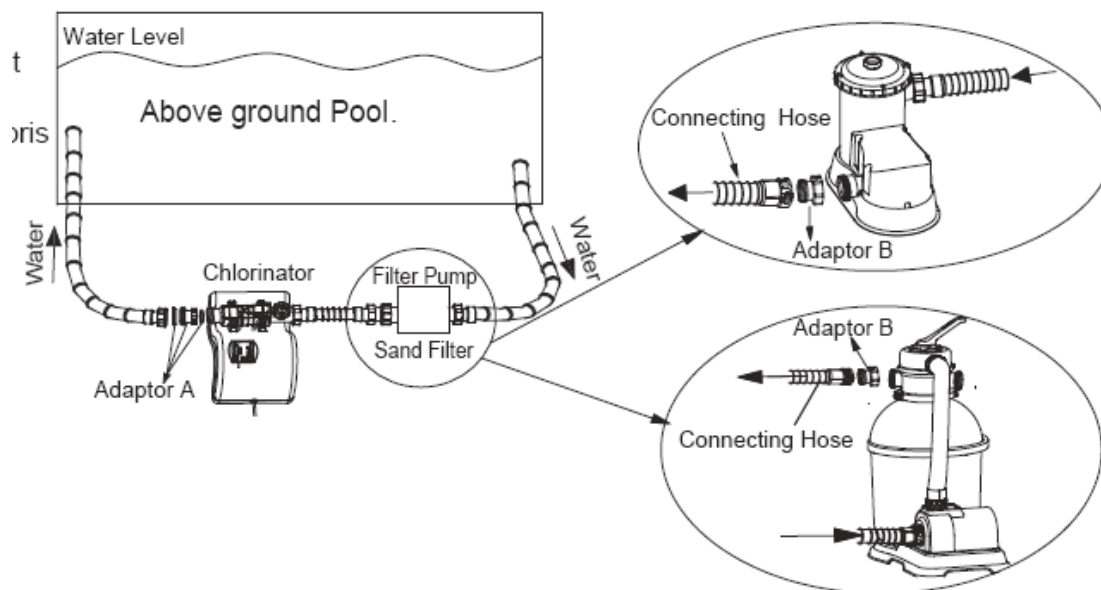 Water Level
t
Above ground Pool.
oris
Connecting Hose
Adaptor B
Water
Water
Chlorinator
Filter Pump
Sand Filter
Adaptor A
Adaptor B
Connecting Hose